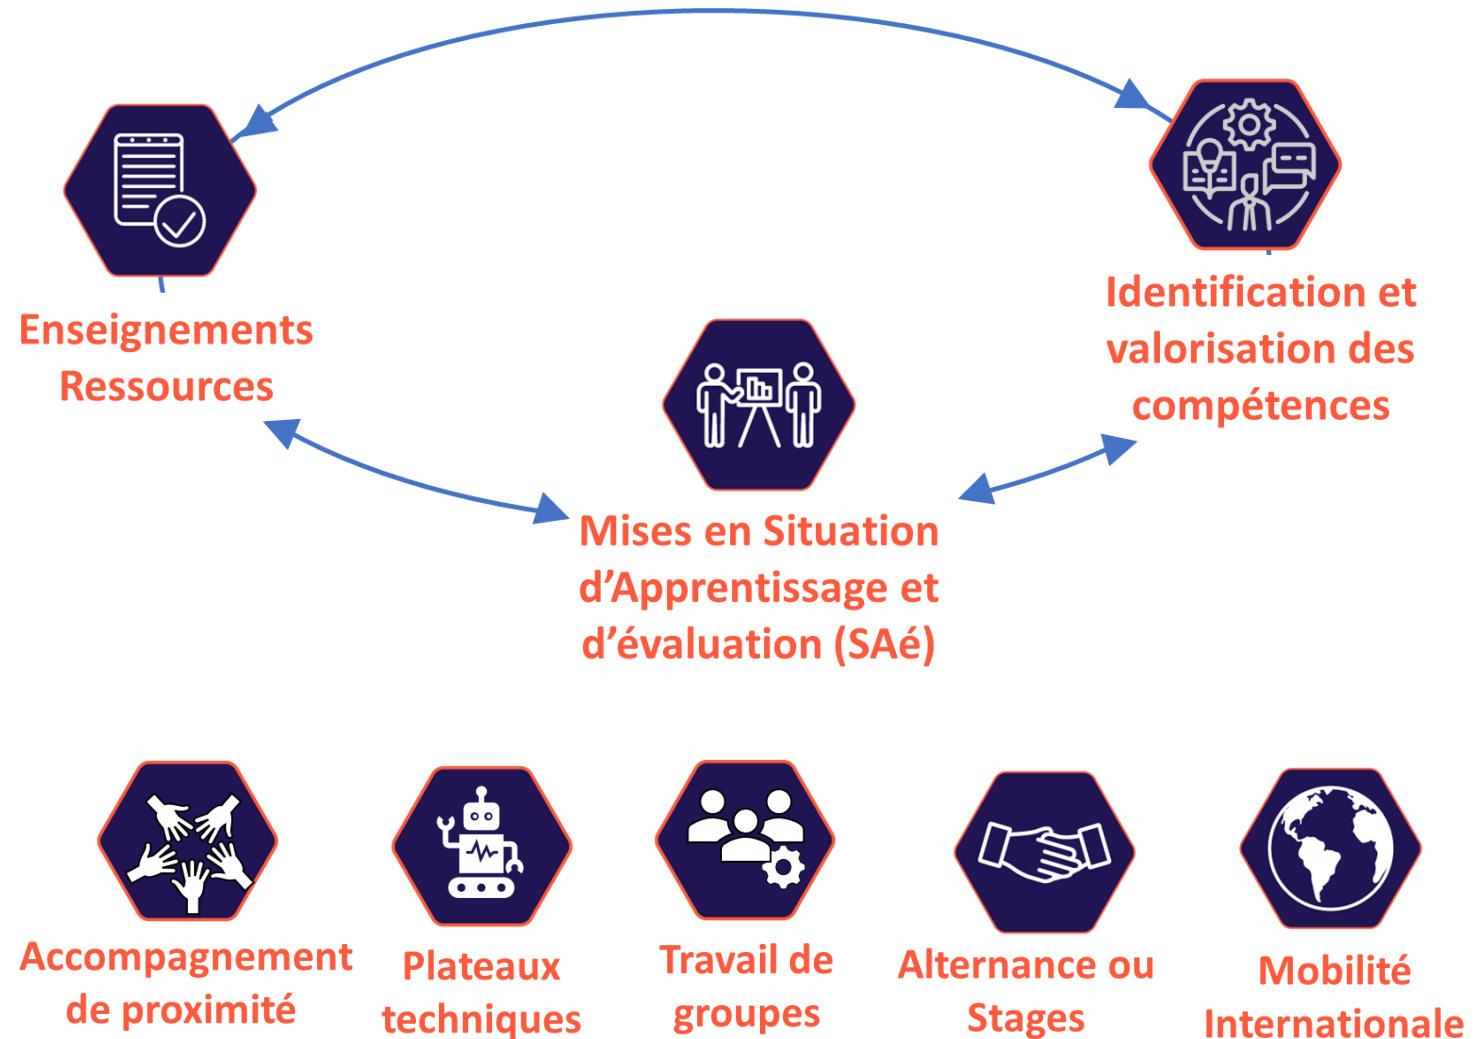 Enseignements
Ressources
Identification et
valorisation des
compétences
Mises en Situation
d’Apprentissage et
d’évaluation (SAé)
Accompagnement
de proximité
Plateaux
techniques
Travail de
groupes
Alternance ou
Stages
Mobilité
Internationale